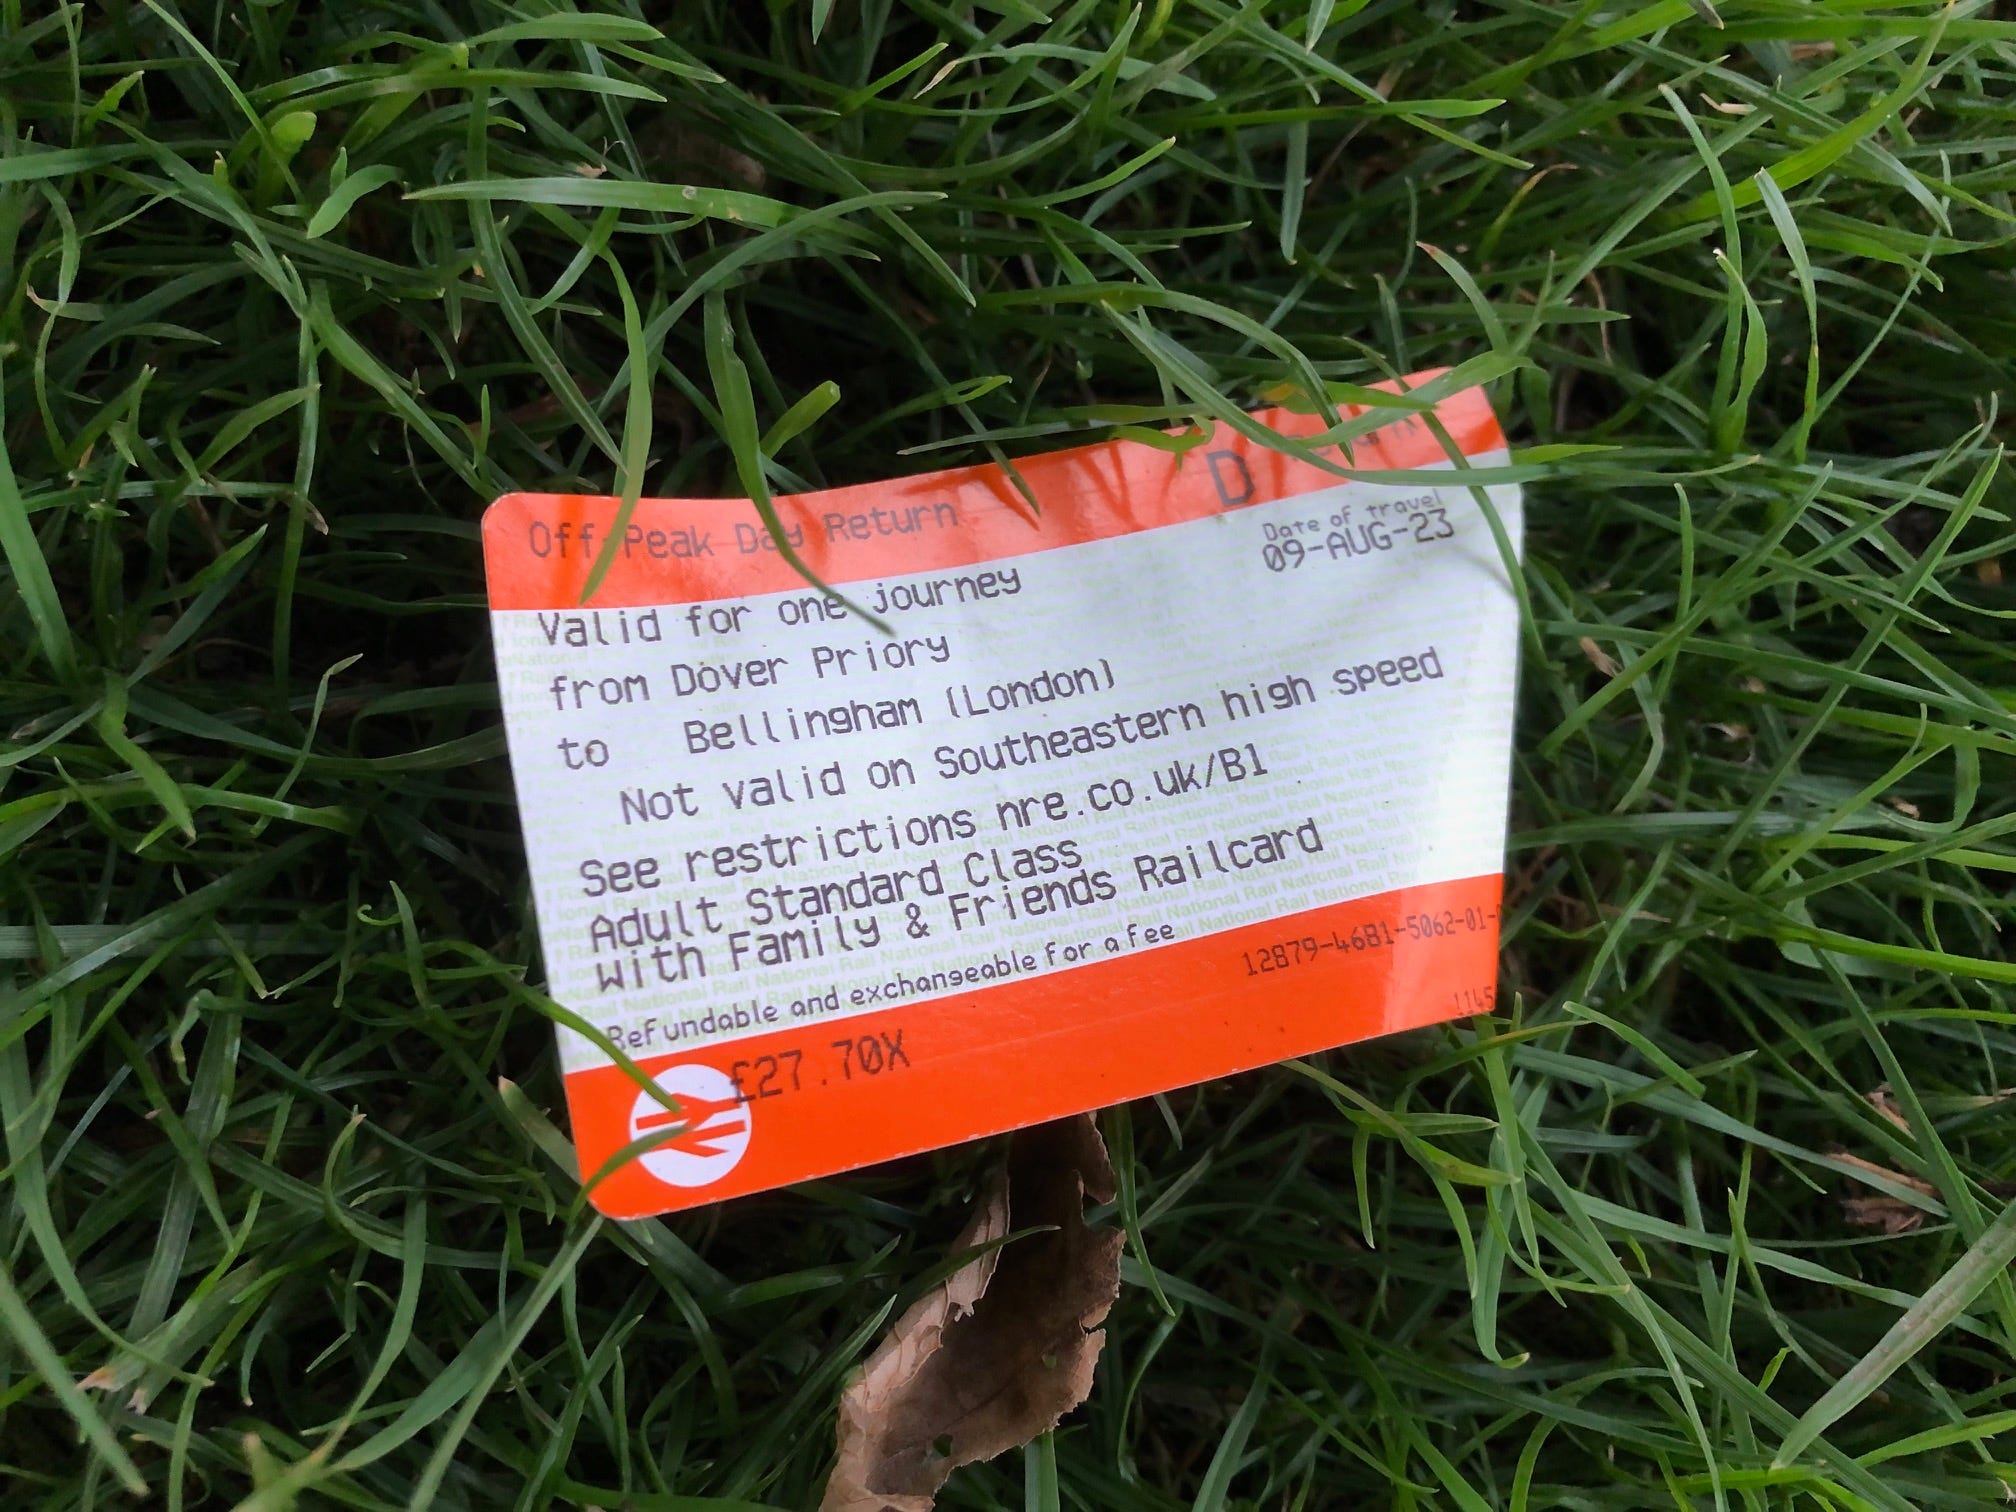 Off-Peak Day Return
D
Date of travel
09-AUG-23
Valid for one journey
from Dover Priory
to Bellingham (London)
Not valid on Southeastern high speed
See restrictions nre.co.uk/B1
Adult Standard Class
with Family & Friends Railcard
Refundable and exchangeable for a fee
12879-4681-5062-01-
£27.70X
1145